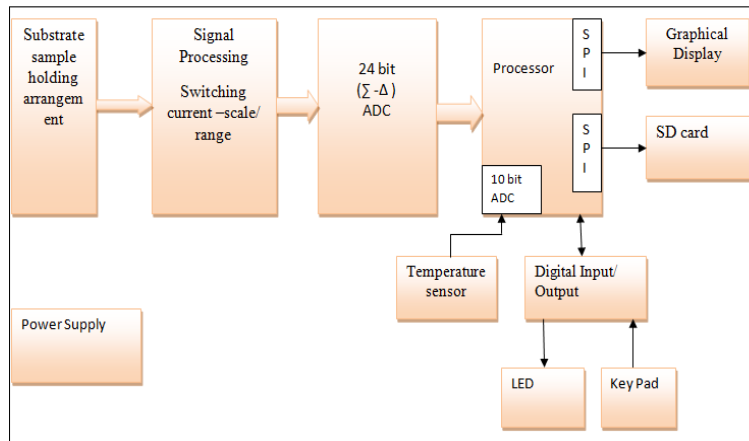 Substrate
sample
holding
arrangem
ent
Signal
Processing
Switching
current –scale/
range
24 bit
(∑ -Δ )
ADC
Processor
S
P
I
S
P
I
10 bit
ADC
Graphical
Display
SD card
Temperature
sensor
Digital Input/
Output
Power Supply
LED
Key Pad